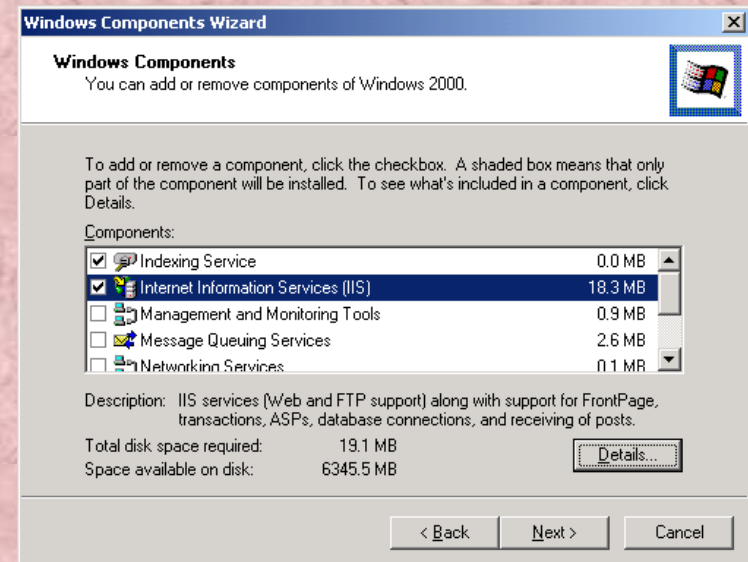 Windows Components Wizard
Windows Components
You can add or remove components of Windows 2000.
To add or remove a component, click the checkbox. A shaded box means that only
part of the component will be installed. To see what's included in a component, click
Details.
Components:
Indexing Service 0.0 MB
Internet Information Services (IIS) 18.3 MB
Management and Monitoring Tools 0.9 MB
Message Queuing Services 2.6 MB
Networking Services 0.1 MB
Description: IIS services (Web and FTP support) along with support for FrontPage,
transactions, ASPs, database connections, and receiving of posts.
Total disk space required: 19.1 MB
Space available on disk: 6345.5 MB
Details...
< Back Next > Cancel